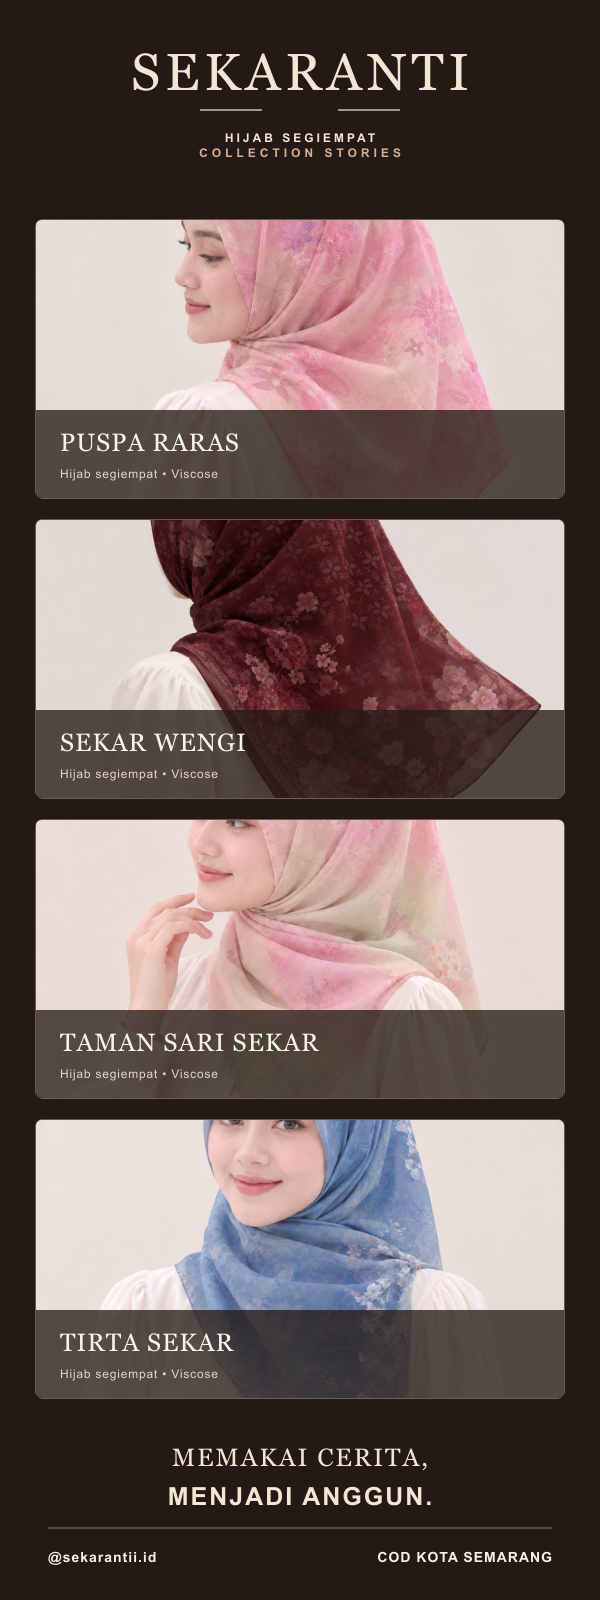 SEKARANTI
HIJAB SEGIEMPAT
COLLECTION STORIES
PUSPA RARAS
Hijab segiempat • Viscose
SEKAR WENGI
Hijab segiempat • Viscose
TAMAN SARI SEKAR
Hijab segiempat • Viscose
TIRTA SEKAR
Hijab segiempat • Viscose
MEMAKAI CERITA,
MENJADI ANGGUN.
@sekarantii.id
COD KOTA SEMARANG